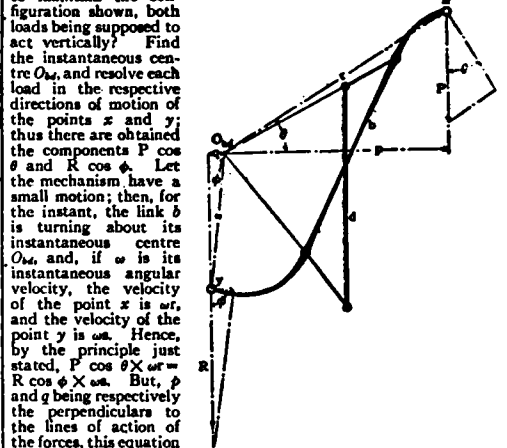 figuration shown, both
loads being supposed to
act vertically? Find
the instantaneous cen-
tre O_bd, and resolve each
load in the respective
directions of motion of
the points x and y;
thus there are obtained
the components P cos
θ and R cos ϕ. Let
the mechanism have a
small motion; then, for
the instant, the link b
is turning about its
instantaneous centre
O_bd, and, if ω is its
instantaneous angular
velocity, the velocity
of the point x is ωr,
and the velocity of the
point y is ωs. Hence,
by the principle just
stated, P cos θ×ωr=
R cos ϕ×ωs. But, p
and q being respectively
the perpendiculars to
the lines of action of
the forces, this equation
O_bd
θ
P
p
b
d
c
ϕ
y
R